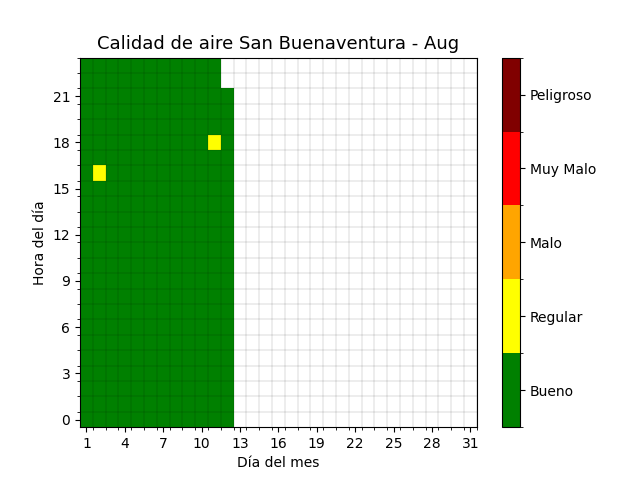 Calidad de aire San Buenaventura - Aug
Hora del día
21
18
15
12
9
6
3
0
1 4 7 10 13 16 19 22 25 28 31
Día del mes
Peligroso
Muy Malo
Malo
Regular
Bueno